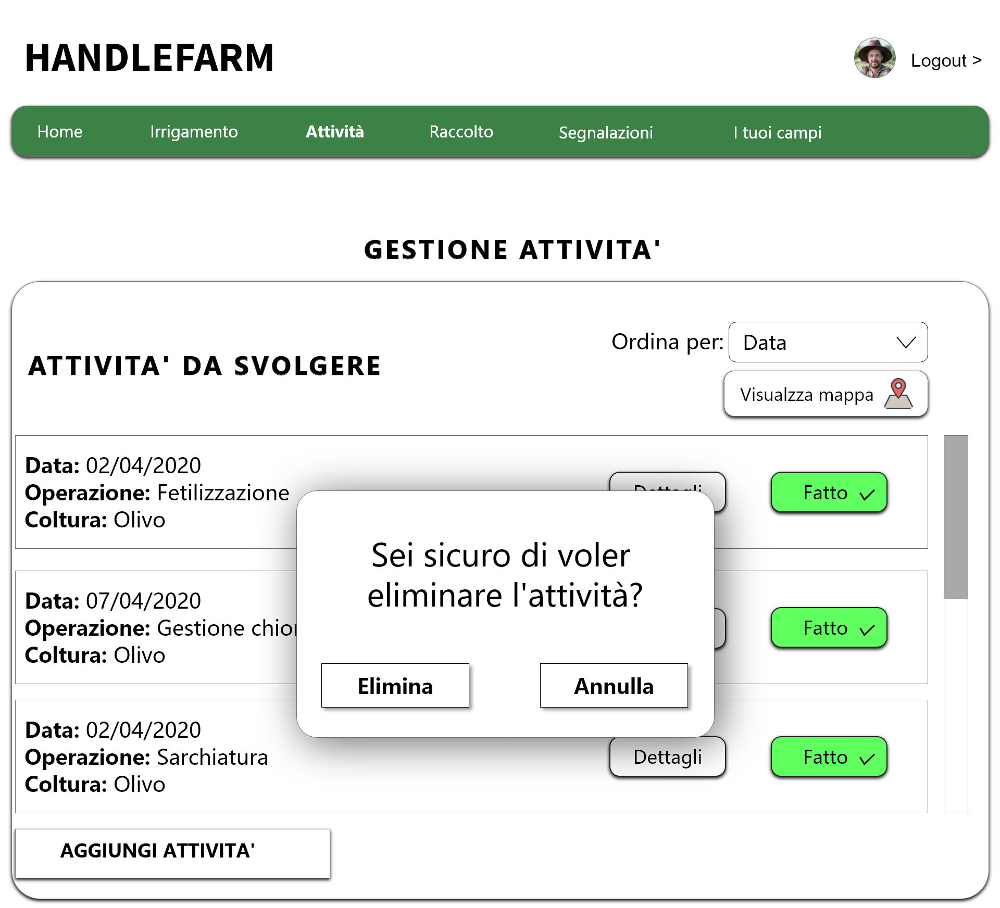 HANDLEFARM
Logout >
Home Irrigamento Attività Raccolto Segnalazioni I tuoi campi
GESTIONE ATTIVITA'
Ordina per: Data
ATTIVITA' DA SVOLGERE
Visualzza mappa
Data: 02/04/2020
Operazione: Fetilizzazione
Coltura: Olivo
Dettagli
Fatto
Sei sicuro di voler
eliminare l'attività?
Elimina
Annulla
Data: 07/04/2020
Operazione: Gestione
Coltura: Olivo
Fatto
Data: 02/04/2020
Operazione: Sarchiatura
Coltura: Olivo
Dettagli
Fatto
AGGIUNGI ATTIVITA'